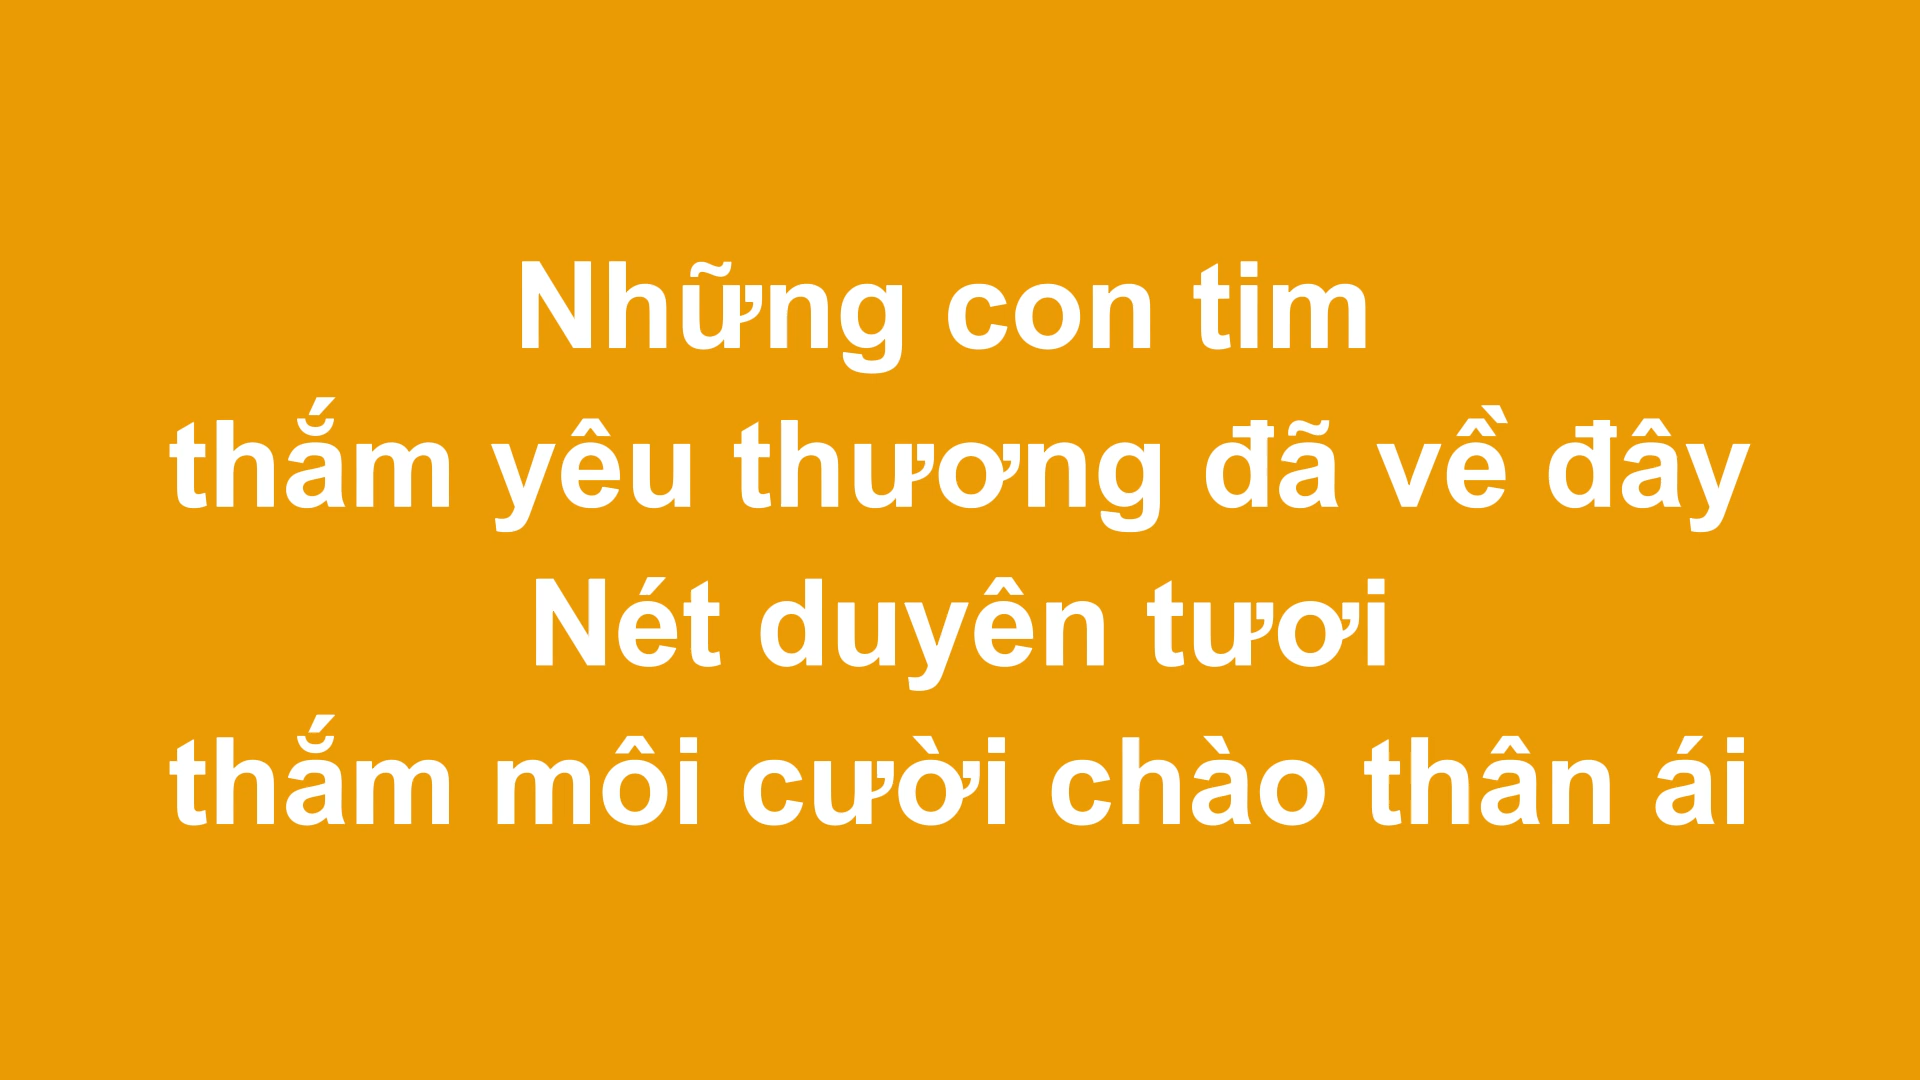 Những con tim
thắm yêu thương đã về đây
Nét duyên tươi
thắm môi cười chào thân ái